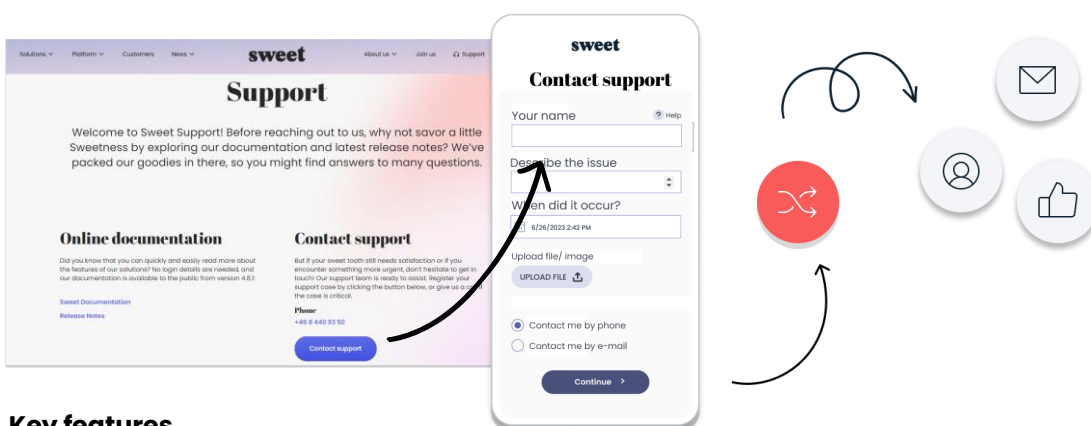 Solutions
Platform
Customers
News
sweet
About us
Join us
Support
Support
Welcome to Sweet Support! Before reaching out to us, why not savor a little
Sweetness by exploring our documentation and latest release notes? We've
packed our goodies in there, so you might find answers to many questions.
Online documentation
Did you know that you can quickly and easily read more about
the features of our solutions? No login details are needed, and
our documentation is available to the public from version 4.6.1:
Sweet Documentation
Release Notes
Contact support
But if your sweet tooth still needs satisfaction or if you
encounter something more urgent, don't hesitate to get in
touch! Our support team is ready to assist. Register your
support case by clicking the button below, or give us a call if
the case is critical.
Phone
+46 8 440 93 50
Contact support
sweet
Contact support
Your name
? Help
Describe the issue
When did it occur?
6/26/2023 2:42 PM
Upload file/ image
UPLOAD FILE
Contact me by phone
Contact me by e-mail
Continue >
Key features